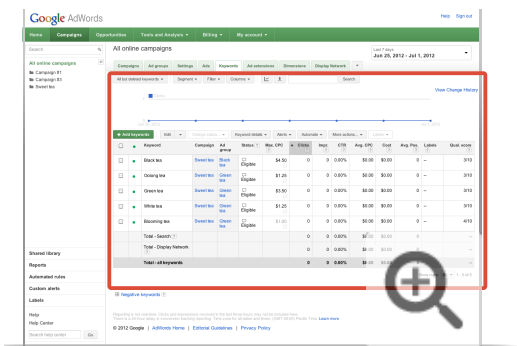 Google AdWords
Help Sign out
Home Campaigns Opportunities Tools and Analysis Billing My account
Search
All online campaigns
Last 7 days
Jun 25, 2012 - Jul 1, 2012
All online campaigns
Campaign #1
Campaign #3
Sweet tea
Campaigns Ad groups Settings Ads Keywords Ad extensions Dimensions Display Network
All but deleted keywords Segment Filter Columns Search
View Change History
Clicks
+ Add keywords Edit Change status... Keyword details Alerts Automate More actions... Labels
Keyword Campaign Ad group Status ? Max. CPC Clicks ? Impr. ? CTR ? Avg. CPC ? Cost ? Avg. Pos. ? Labels ? Qual. score ?
Black tea Sweet tea Black tea Eligible $4.50 0 0 0.00% $0.00 $0.00 0 -- 3/10
Oolong tea Sweet tea Green tea Eligible $1.25 0 0 0.00% $0.00 $0.00 0 -- 3/10
Green tea Sweet tea Green tea Eligible $3.50 0 0 0.00% $0.00 $0.00 0 -- 3/10
White tea Sweet tea Green tea Eligible $1.25 0 0 0.00% $0.00 $0.00 0 -- 3/10
Blooming tea Sweet tea Green tea Eligible 0 0 0.00% $0.00 $0.00 0 -- 4/10
Total - Search ? 0 0 0.00% $0.00 $0.00 0 --
Total - Display Network ? 0 0 0.00% $0.00 $0.00 0 --
Total - all keywords 0 0 0.00% $0.00 $0.00 0 --
Shared library
Reports
Automated rules
Custom alerts
Labels
Help
Help Center
Search help center Go
Negative keywords ?
Learn more
© 2012 Google | AdWords Home | Editorial Guidelines | Privacy Policy